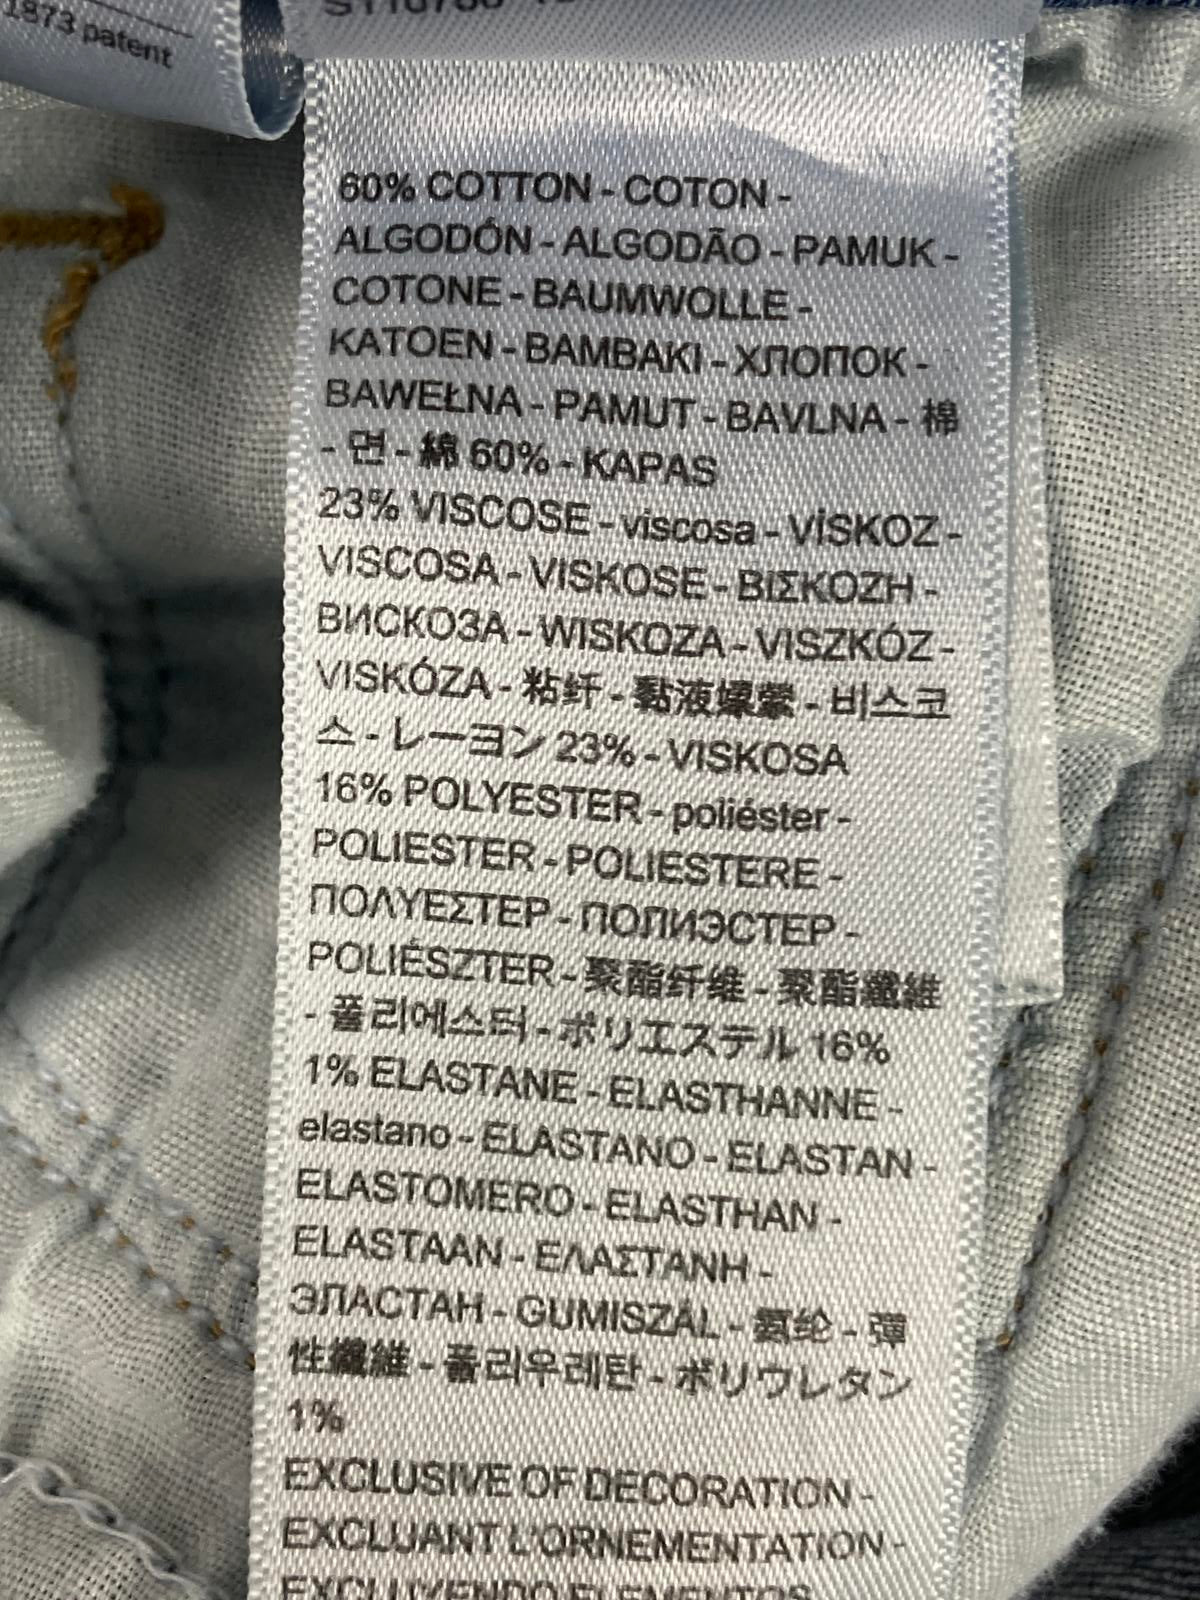 1873 patent
60% COTTON - COTON -
ALGODÓN - ALGODÃO - PAMUK -
COTONE - BAUMWOLLE -
KATOEN - BAMBAKI - ХЛОПОК -
BAWEŁNA - PAMUT - BAVLNA - 棉
- 면 - 綿 60% - KAPAS
23% VISCOSE - viscosa - VİSKOZ -
VISCOSA - VISKOSE - ΒΙΣΚΟΖΗ -
ВИСКОЗА - WISKOZA - VISZKÓZ -
VISKÓZA - 粘纤 - 黏液嫘縈 - 비스코
스 - レーヨン 23% - VISKOSA
16% POLYESTER - poliéster -
POLIESTER - POLIESTERE -
ΠΟΛΥΕΣΤΕΡ - ПОЛИЭСТЕР -
POLIÉSZTER - 聚酯纤维 - 聚酯纖維
- 폴리에스터 - ポリエステル 16%
1% ELASTANE - ELASTHANNE -
elastano - ELASTANO - ELASTAN -
ELASTOMERO - ELASTHAN -
ELASTAAN - ΕΛΑΣΤΑΝΗ -
ЭЛАСТАН - GUMISZÁL - 氨纶 - 彈
性纖維 - 폴리우레탄 - ポリウレタン
1%
EXCLUSIVE OF DECORATION -
EXCLUANT L'ORNEMENTATION -
EXCLUYENDO ELEMENTOS